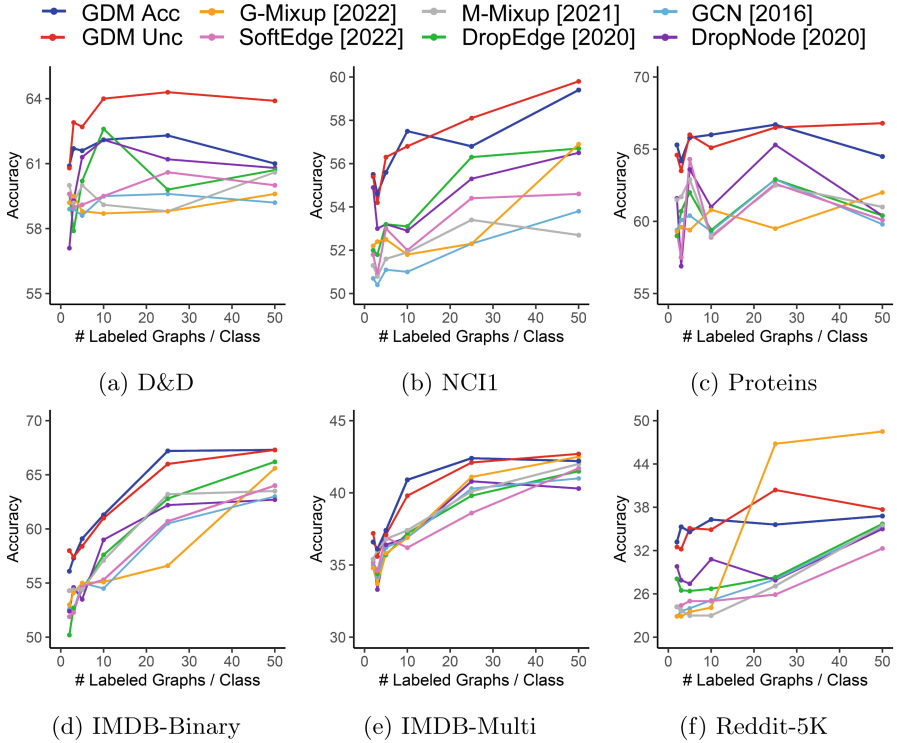 GDM Acc G-Mixup [2022] M-Mixup [2021] GCN [2016]
GDM Unc SoftEdge [2022] DropEdge [2020] DropNode [2020]
64
61
58
55
Accuracy
0 10 20 30 40 50
# Labeled Graphs / Class
(a) D&D
60
58
56
54
52
50
Accuracy
0 10 20 30 40 50
# Labeled Graphs / Class
(b) NCI1
70
65
60
55
Accuracy
0 10 20 30 40 50
# Labeled Graphs / Class
(c) Proteins
70
65
60
55
50
Accuracy
0 10 20 30 40 50
# Labeled Graphs / Class
(d) IMDB-Binary
45
40
35
30
Accuracy
0 10 20 30 40 50
# Labeled Graphs / Class
(e) IMDB-Multi
50
44
38
32
26
20
Accuracy
0 10 20 30 40 50
# Labeled Graphs / Class
(f) Reddit-5K